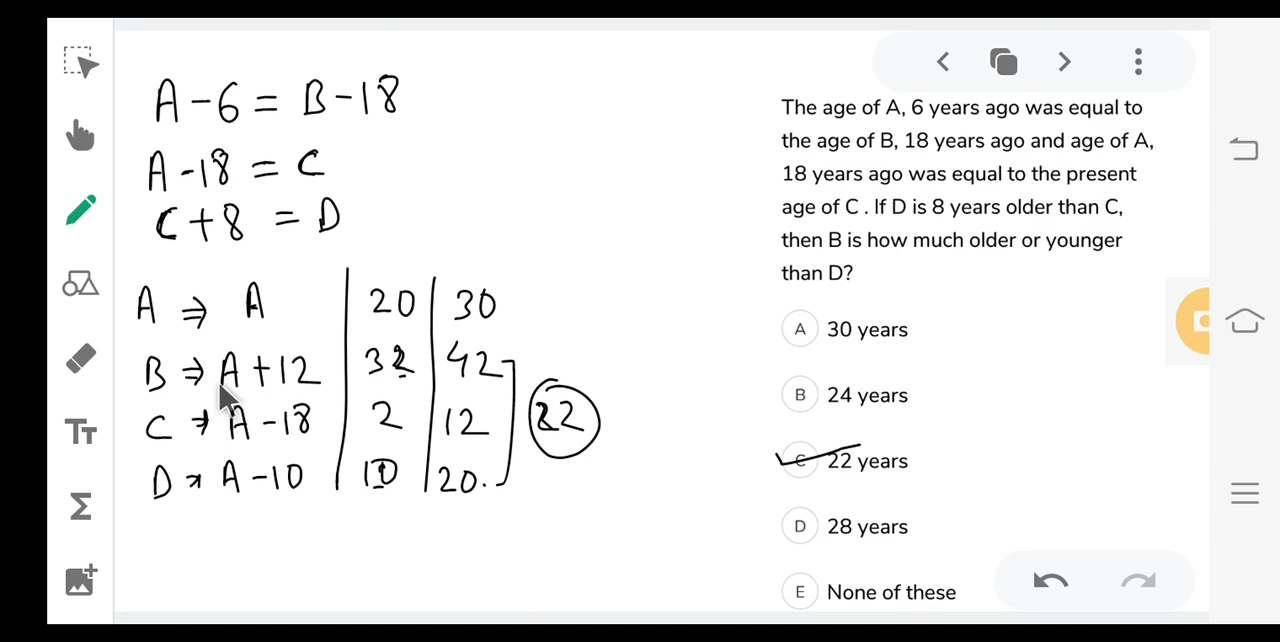 A - 6 = B - 18
A - 18 = C
C + 8 = D
A ⇒ A | 20 | 30
B ⇒ A + 12 | 32 | 42
C → A - 18 | 2 | 12 22
D → A - 10 | 10 | 20.
The age of A, 6 years ago was equal to
the age of B, 18 years ago and age of A,
18 years ago was equal to the present
age of C . If D is 8 years older than C,
then B is how much older or younger
than D?
A 30 years
B 24 years
C 22 years
D 28 years
E None of these
TT
Σ